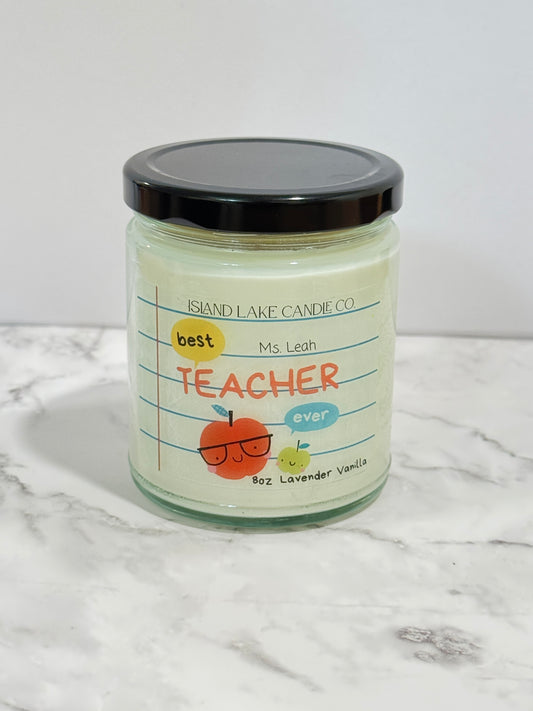 ISLAND LAKE CANDLE CO.
best
Ms. Leah
TEACHER
ever
8oz Lavender Vanilla